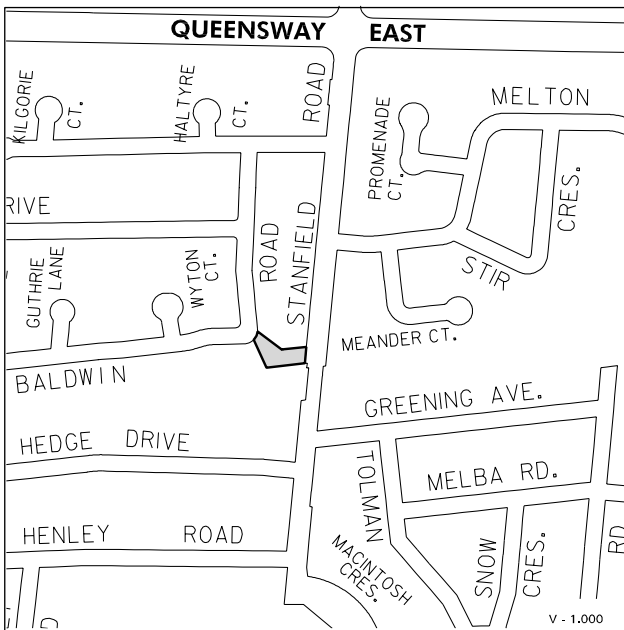 QUEENSWAY EAST
KILGORIE CT.
HALTYRE CT.
ROAD
PROMENADE CT.
MELTON
CRES.
RIVE
ROAD
STANFIELD
GUTHRIE LANE
WYTON CT.
STIR
MEANDER CT.
BALDWIN
GREENING AVE.
HEDGE DRIVE
TOLMAN
MELBA RD.
HENLEY ROAD
MACINTOSH CRES.
SNOW CRES.
RD
V - 1.000